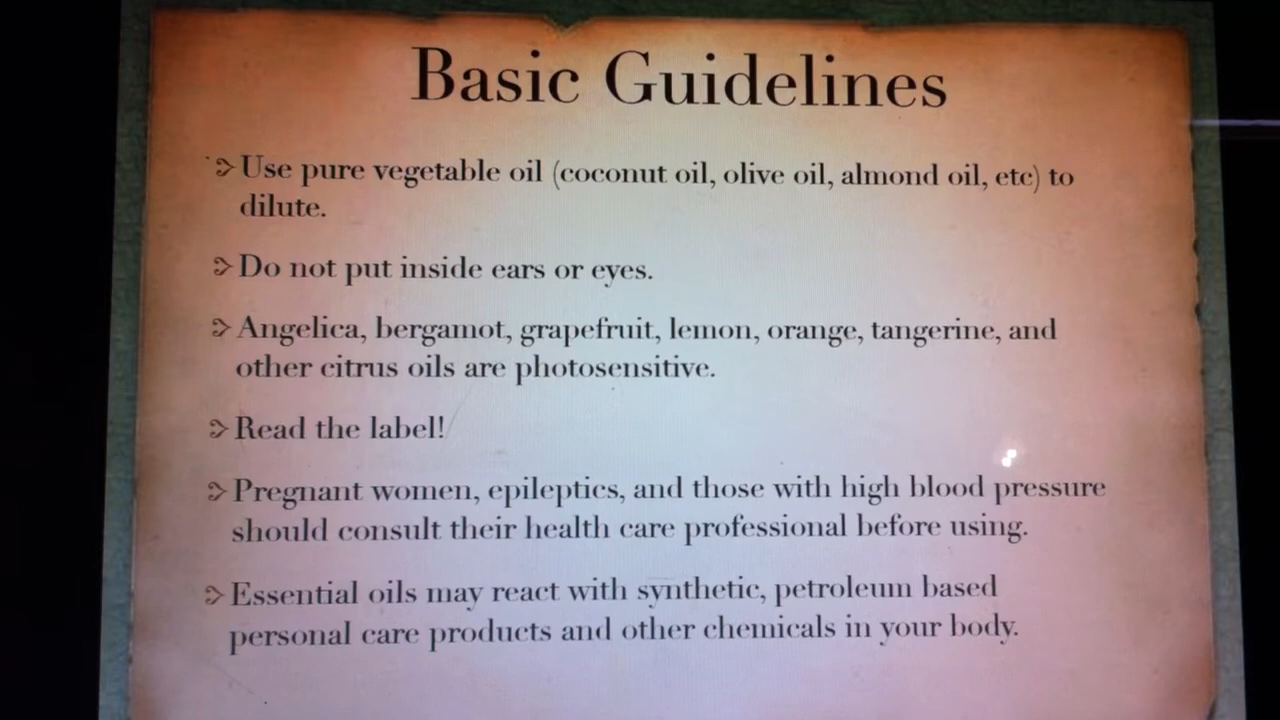 Basic Guidelines
Use pure vegetable oil (coconut oil, olive oil, almond oil, etc) to
dilute.
Do not put inside ears or eyes.
Angelica, bergamot, grapefruit, lemon, orange, tangerine, and
other citrus oils are photosensitive.
Read the label!
Pregnant women, epileptics, and those with high blood pressure
should consult their health care professional before using.
Essential oils may react with synthetic, petroleum based
personal care products and other chemicals in your body.